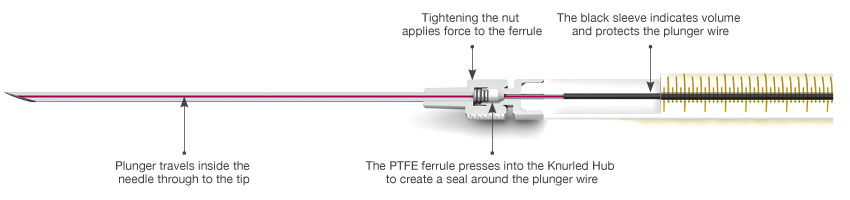 Tightening the nut
applies force to the ferrule
The black sleeve indicates volume
and protects the plunger wire
Plunger travels inside the
needle through to the tip
The PTFE ferrule presses into the Knurled Hub
to create a seal around the plunger wire